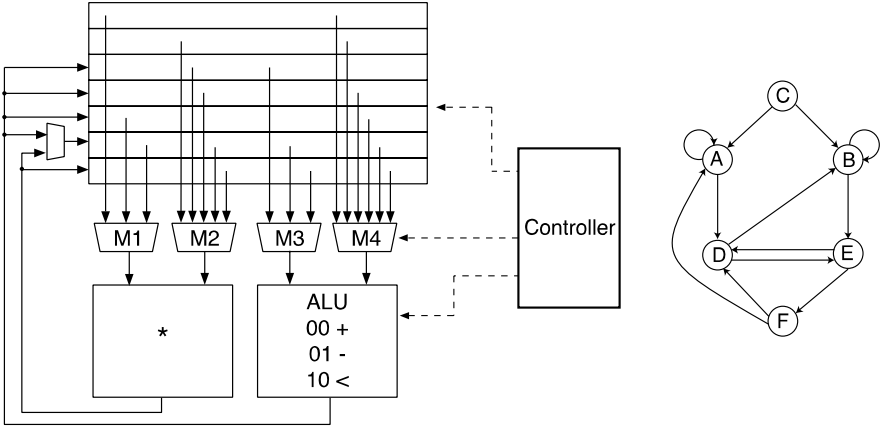 M1 M2 M3 M4
Controller
*
ALU
00 +
01 -
10 <
C
A B
D E
F